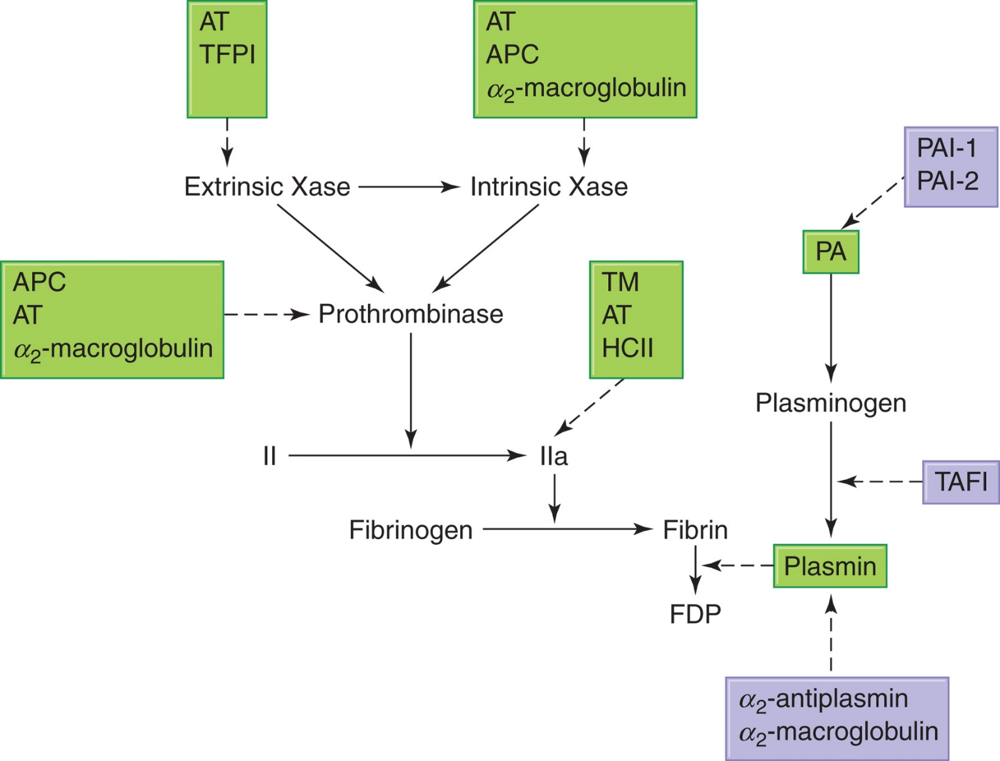 AT
TFPI
AT
APC
α2-macroglobulin
PAI-1
PAI-2
Extrinsic Xase
Intrinsic Xase
PA
APC
AT
α2-macroglobulin
Prothrombinase
TM
AT
HCII
Plasminogen
II
IIa
TAFI
Fibrinogen
Fibrin
Plasmin
FDP
α2-antiplasmin
α2-macroglobulin